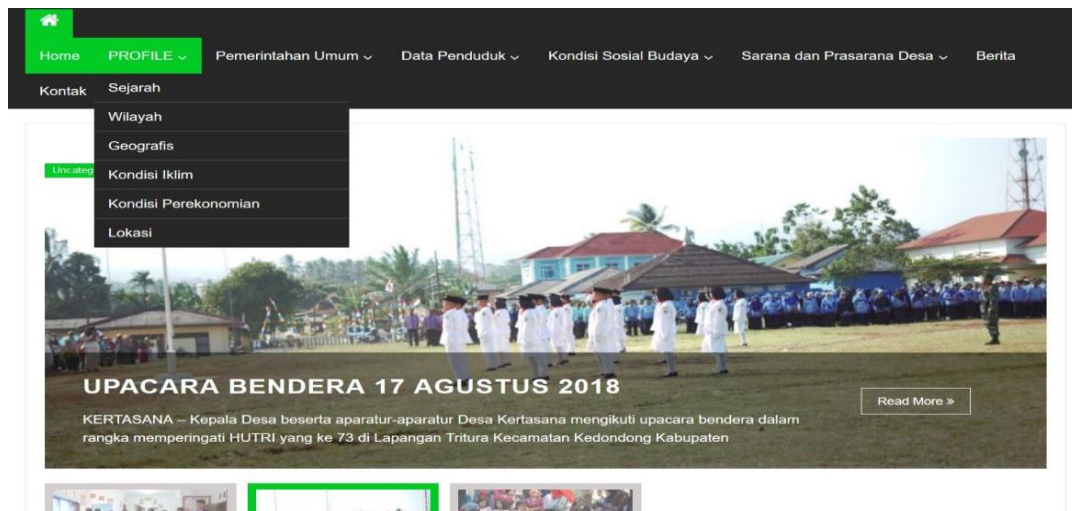 Home PROFILE Pemerintahan Umum Data Penduduk Kondisi Sosial Budaya Sarana dan Prasarana Desa Berita
Kontak
Sejarah
Wilayah
Geografis
Kondisi Iklim
Kondisi Perekonomian
Lokasi
UPACARA BENDERA 17 AGUSTUS 2018
KERTASANA – Kepala Desa beserta aparatur-aparatur Desa Kertasana mengikuti upacara bendera dalam
rangka memperingati HUTRI yang ke 73 di Lapangan Tritura Kecamatan Kedondong Kabupaten
Read More »